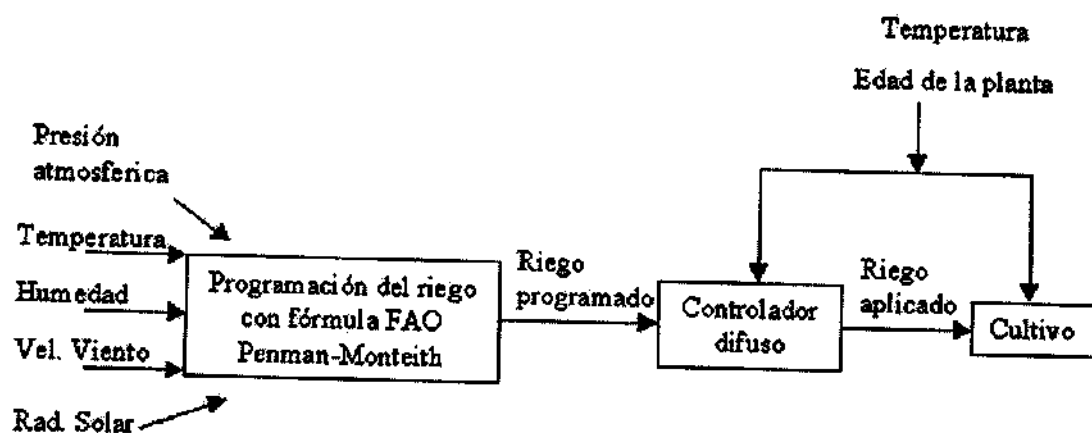 Temperatura
Edad de la planta
Presión
atmosferica
Temperatura
Humedad
Vel. Viento
Rad. Solar
Programación del riego
con fórmula FAO
Penman-Monteith
Riego
programado
Controlador
difuso
Riego
aplicado
Cultivo